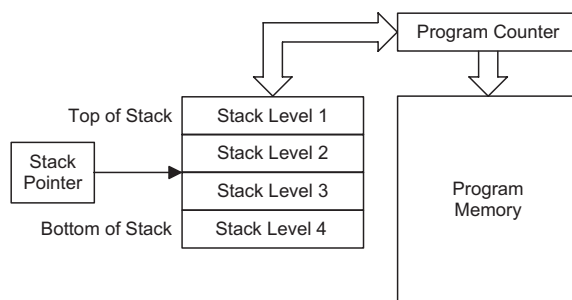 Program Counter
Top of Stack
Stack Level 1
Stack Level 2
Stack
Pointer
Stack Level 3
Bottom of Stack
Stack Level 4
Program
Memory